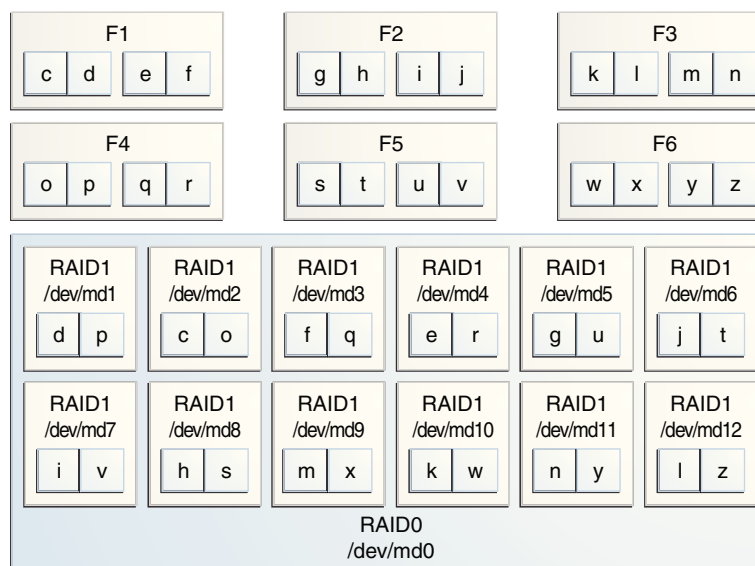 F1 F2 F3
c d e f g h i j k l m n
F4 F5 F6
o p q r s t u v w x y z
RAID1 RAID1 RAID1 RAID1 RAID1 RAID1
/dev/md1 /dev/md2 /dev/md3 /dev/md4 /dev/md5 /dev/md6
d p c o f q e r g u j t
RAID1 RAID1 RAID1 RAID1 RAID1 RAID1
/dev/md7 /dev/md8 /dev/md9 /dev/md10 /dev/md11 /dev/md12
i v h s m x k w n y l z
RAID0
/dev/md0